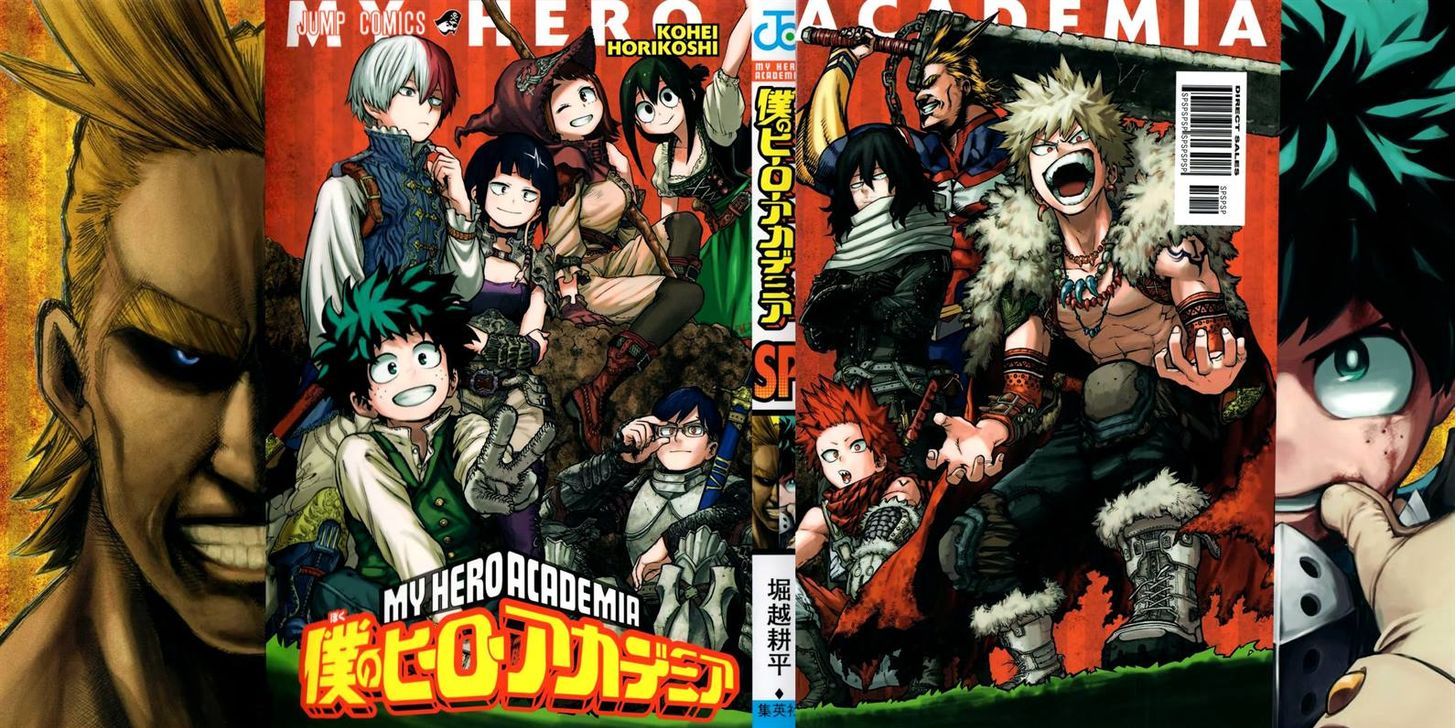 MY HERO ACADEMIA
JUMP COMICS
KOHEI
HORIKOSHI
MY HERO ACADEMIA
ぼく
僕のヒーローアカデミア
MY HERO
ACADEMIA
僕のヒーローアカデミア
SP
堀越耕平
集英社
DIRECT SALES
SPSPSPSPSPSPSPSP
SPSPSP